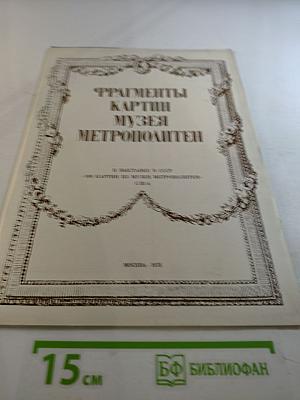 ФРАГМЕНТЫ
КАРТИН
МУЗЕЯ
МЕТРОПОЛИТЕН
К ВЫСТАВКЕ В СССР
«100 КАРТИН ИЗ МУЗЕЯ МЕТРОПОЛИТЕН»
США
МОСКВА
15 см
БФ БИБЛИОФАН